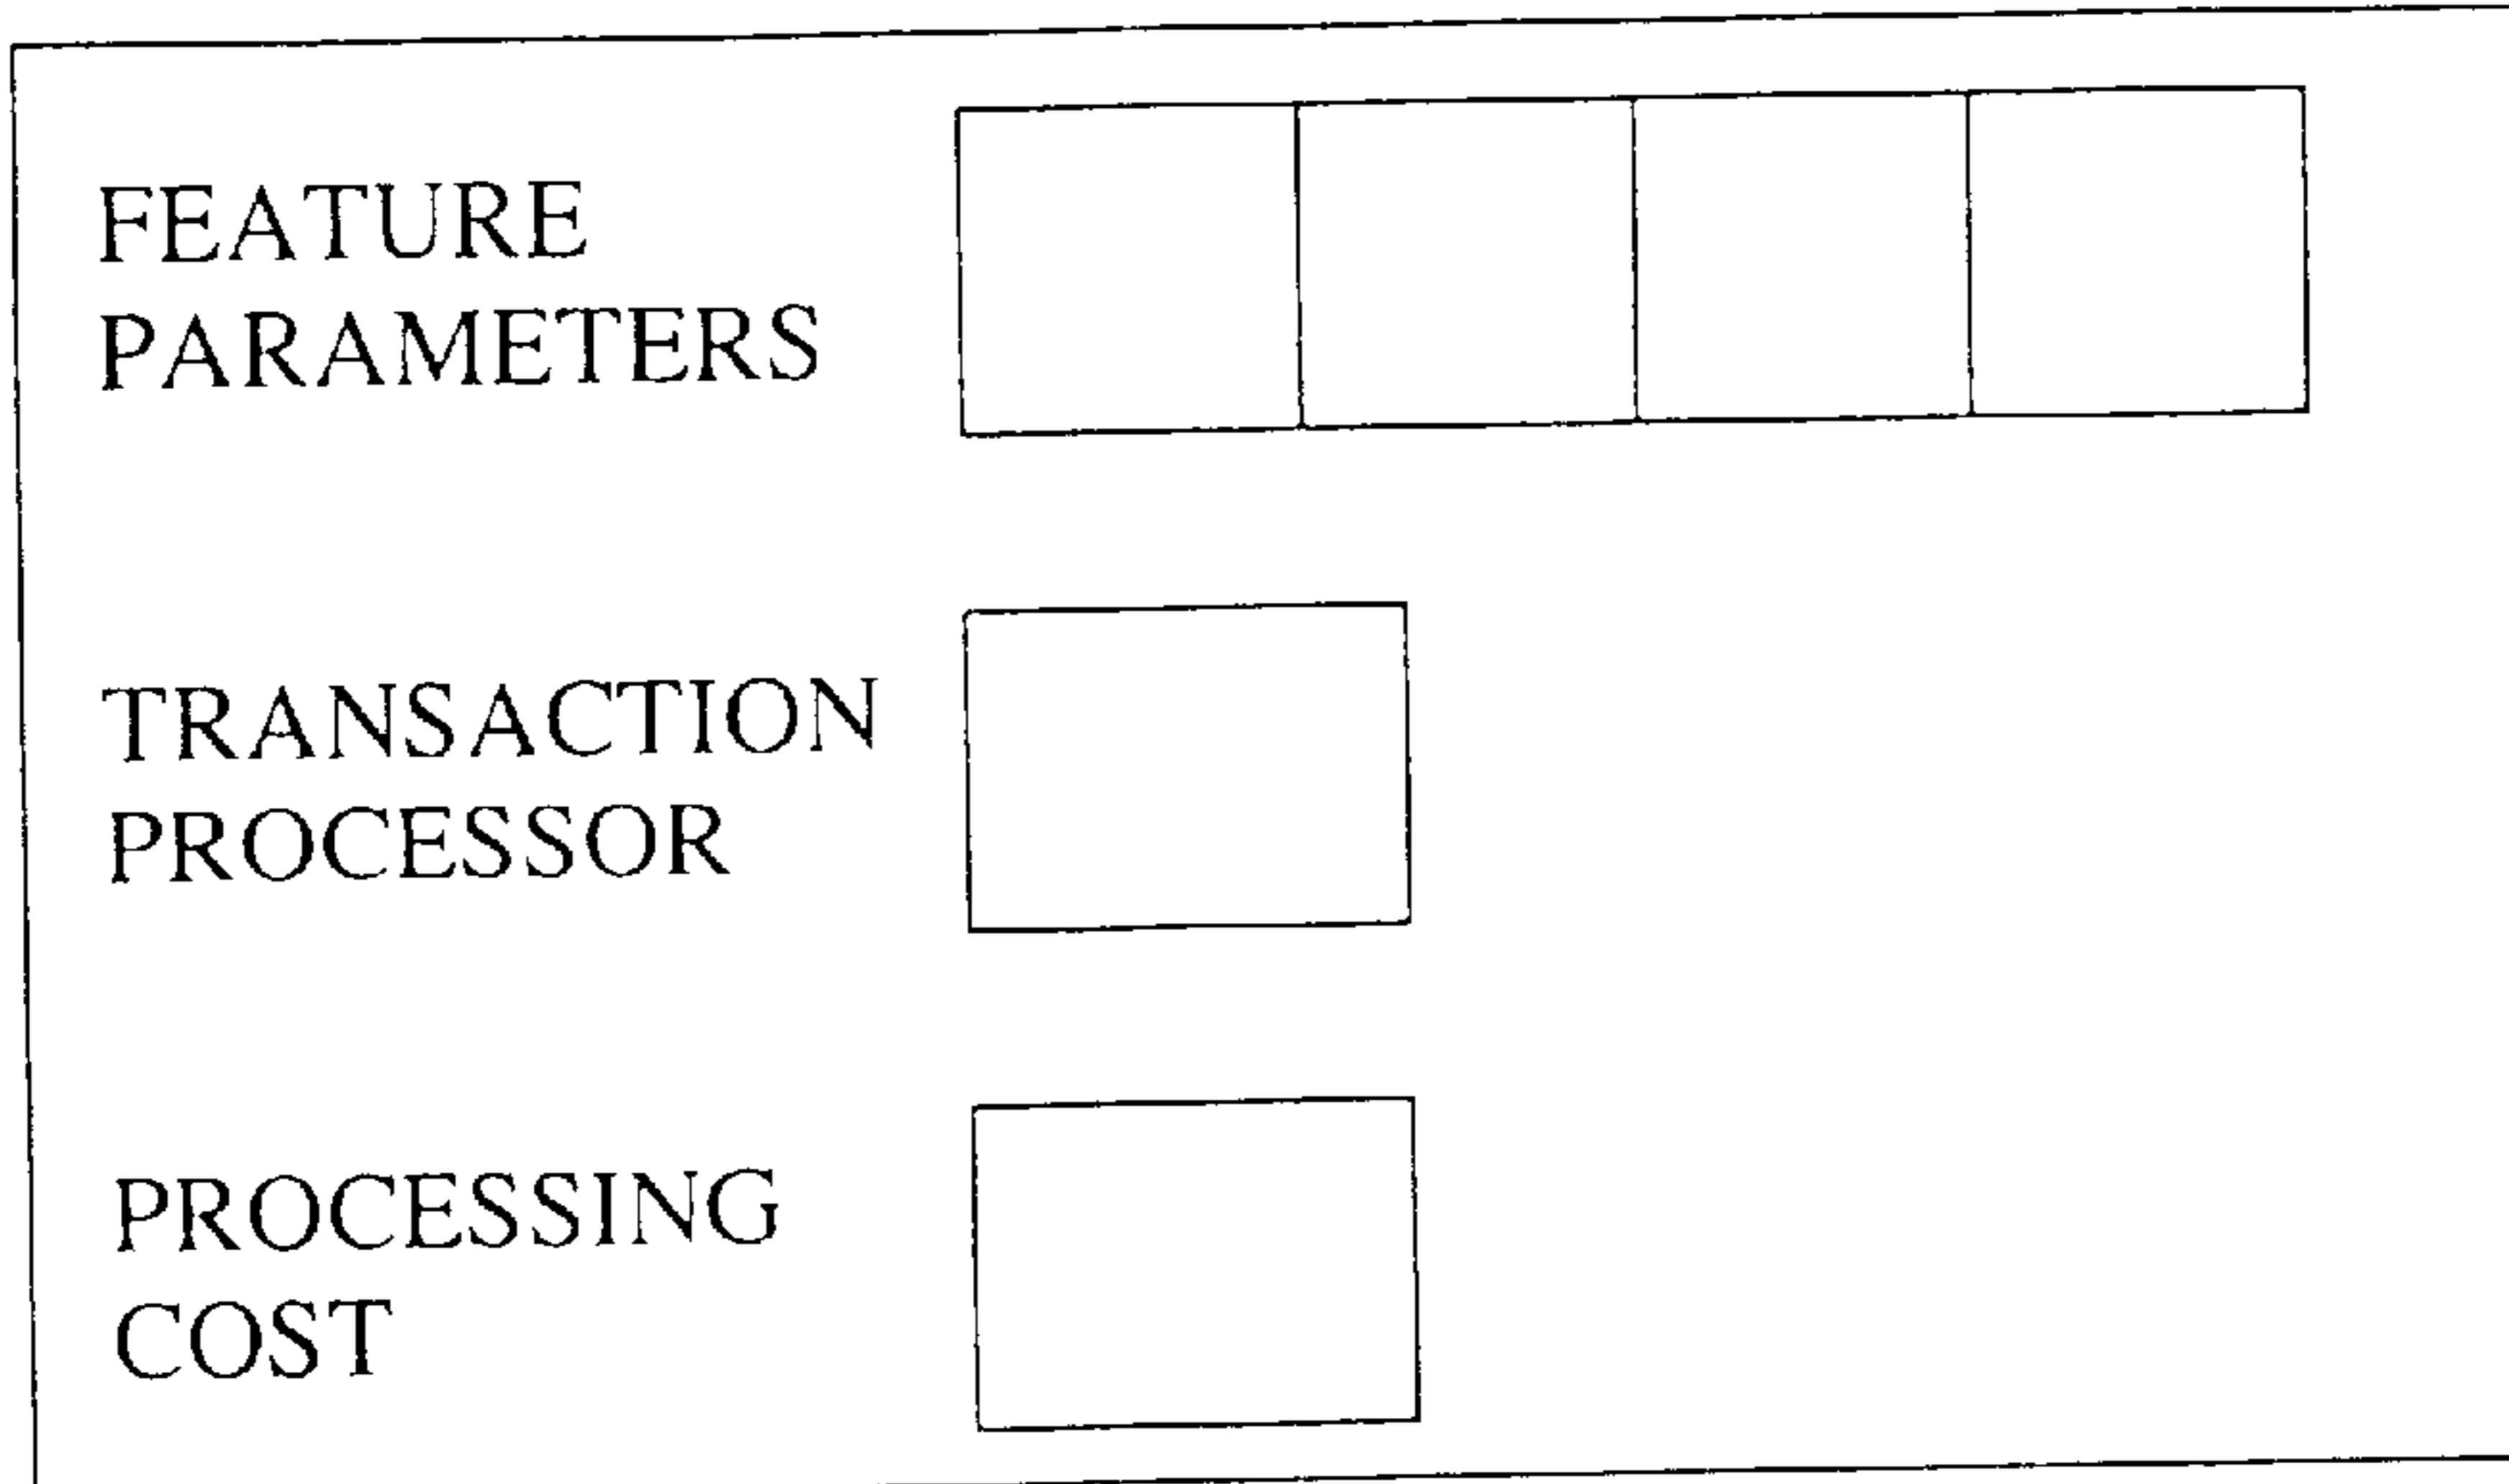 FEATURE
PARAMETERS
TRANSACTION
PROCESSOR
PROCESSING
COST